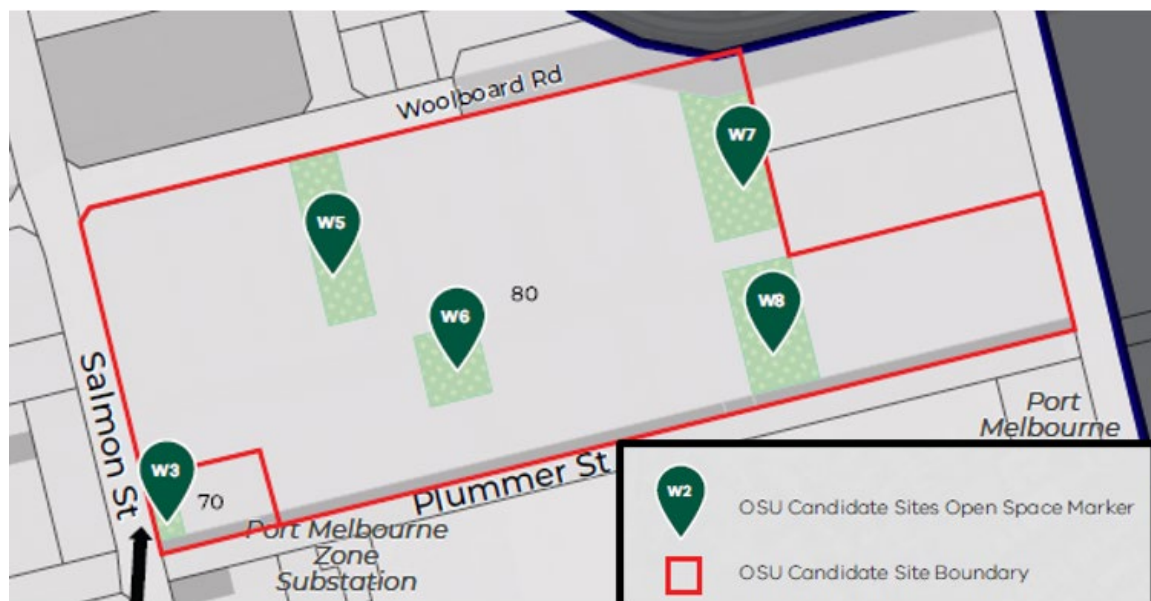 Woolboard Rd
W7
W5
80
W6
W8
Salmon St
W3
70
Plummer St
Port
Melbourne
Port Melbourne
Zone
Substation
W2
OSU Candidate Sites Open Space Marker
OSU Candidate Site Boundary